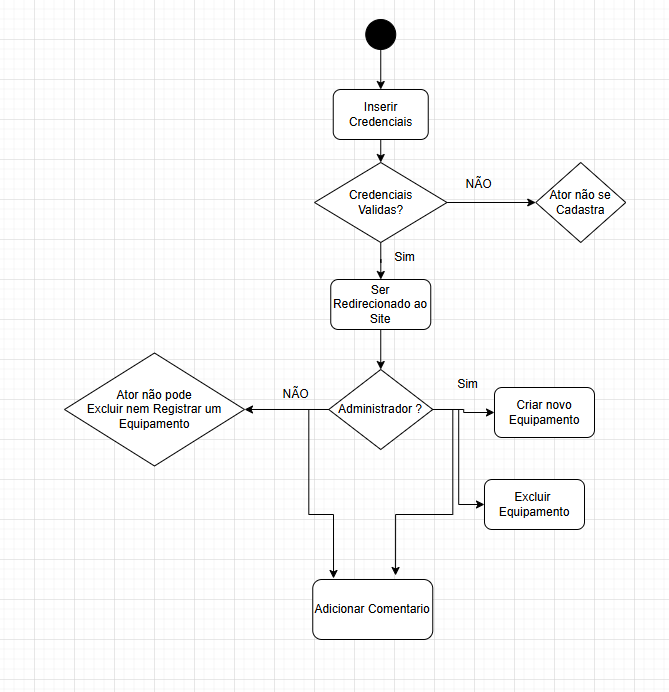 Inserir
Credenciais
Credenciais
Validas?
NÃO
Ator não se
Cadastra
Sim
Ser
Redirecionado ao
Site
Ator não pode
Excluir nem Registrar um
Equipamento
NÃO
Administrador ?
Sim
Criar novo
Equipamento
Excluir
Equipamento
Adicionar Comentario